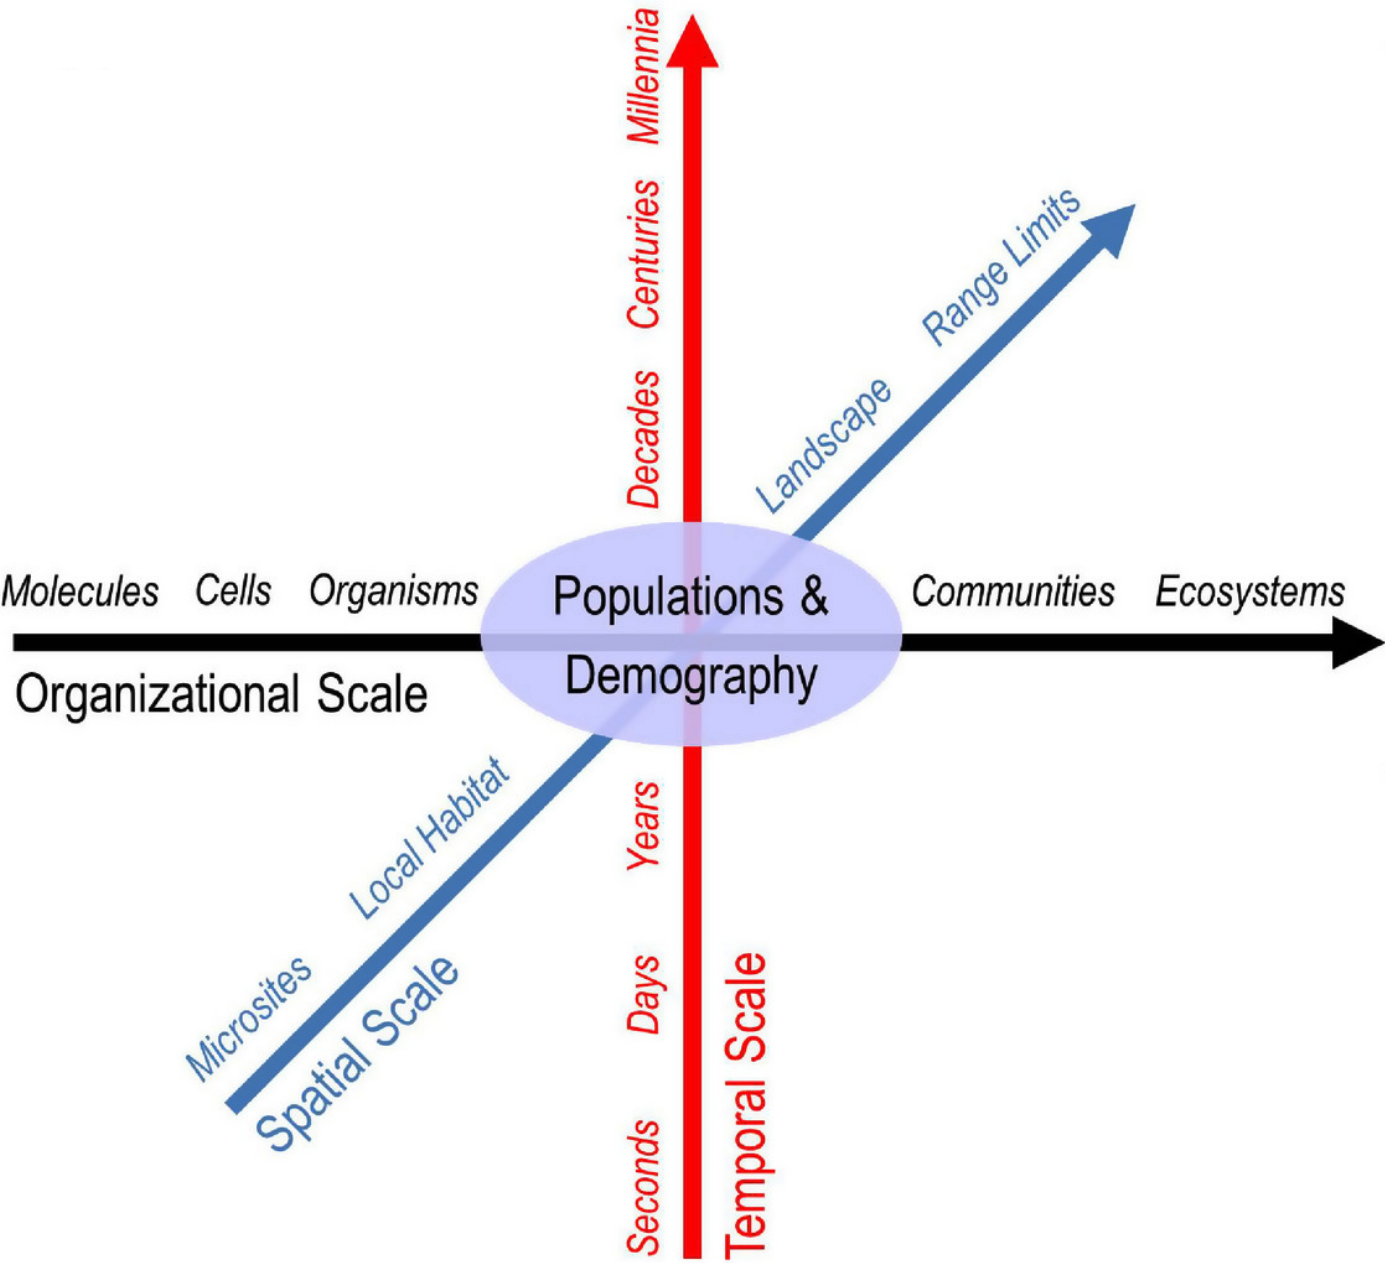 Millennia
Centuries
Decades
Range Limits
Landscape
Molecules Cells Organisms
Populations &
Demography
Communities Ecosystems
Organizational Scale
Local Habitat
Microsites
Spatial Scale
Years
Days
Seconds
Temporal Scale